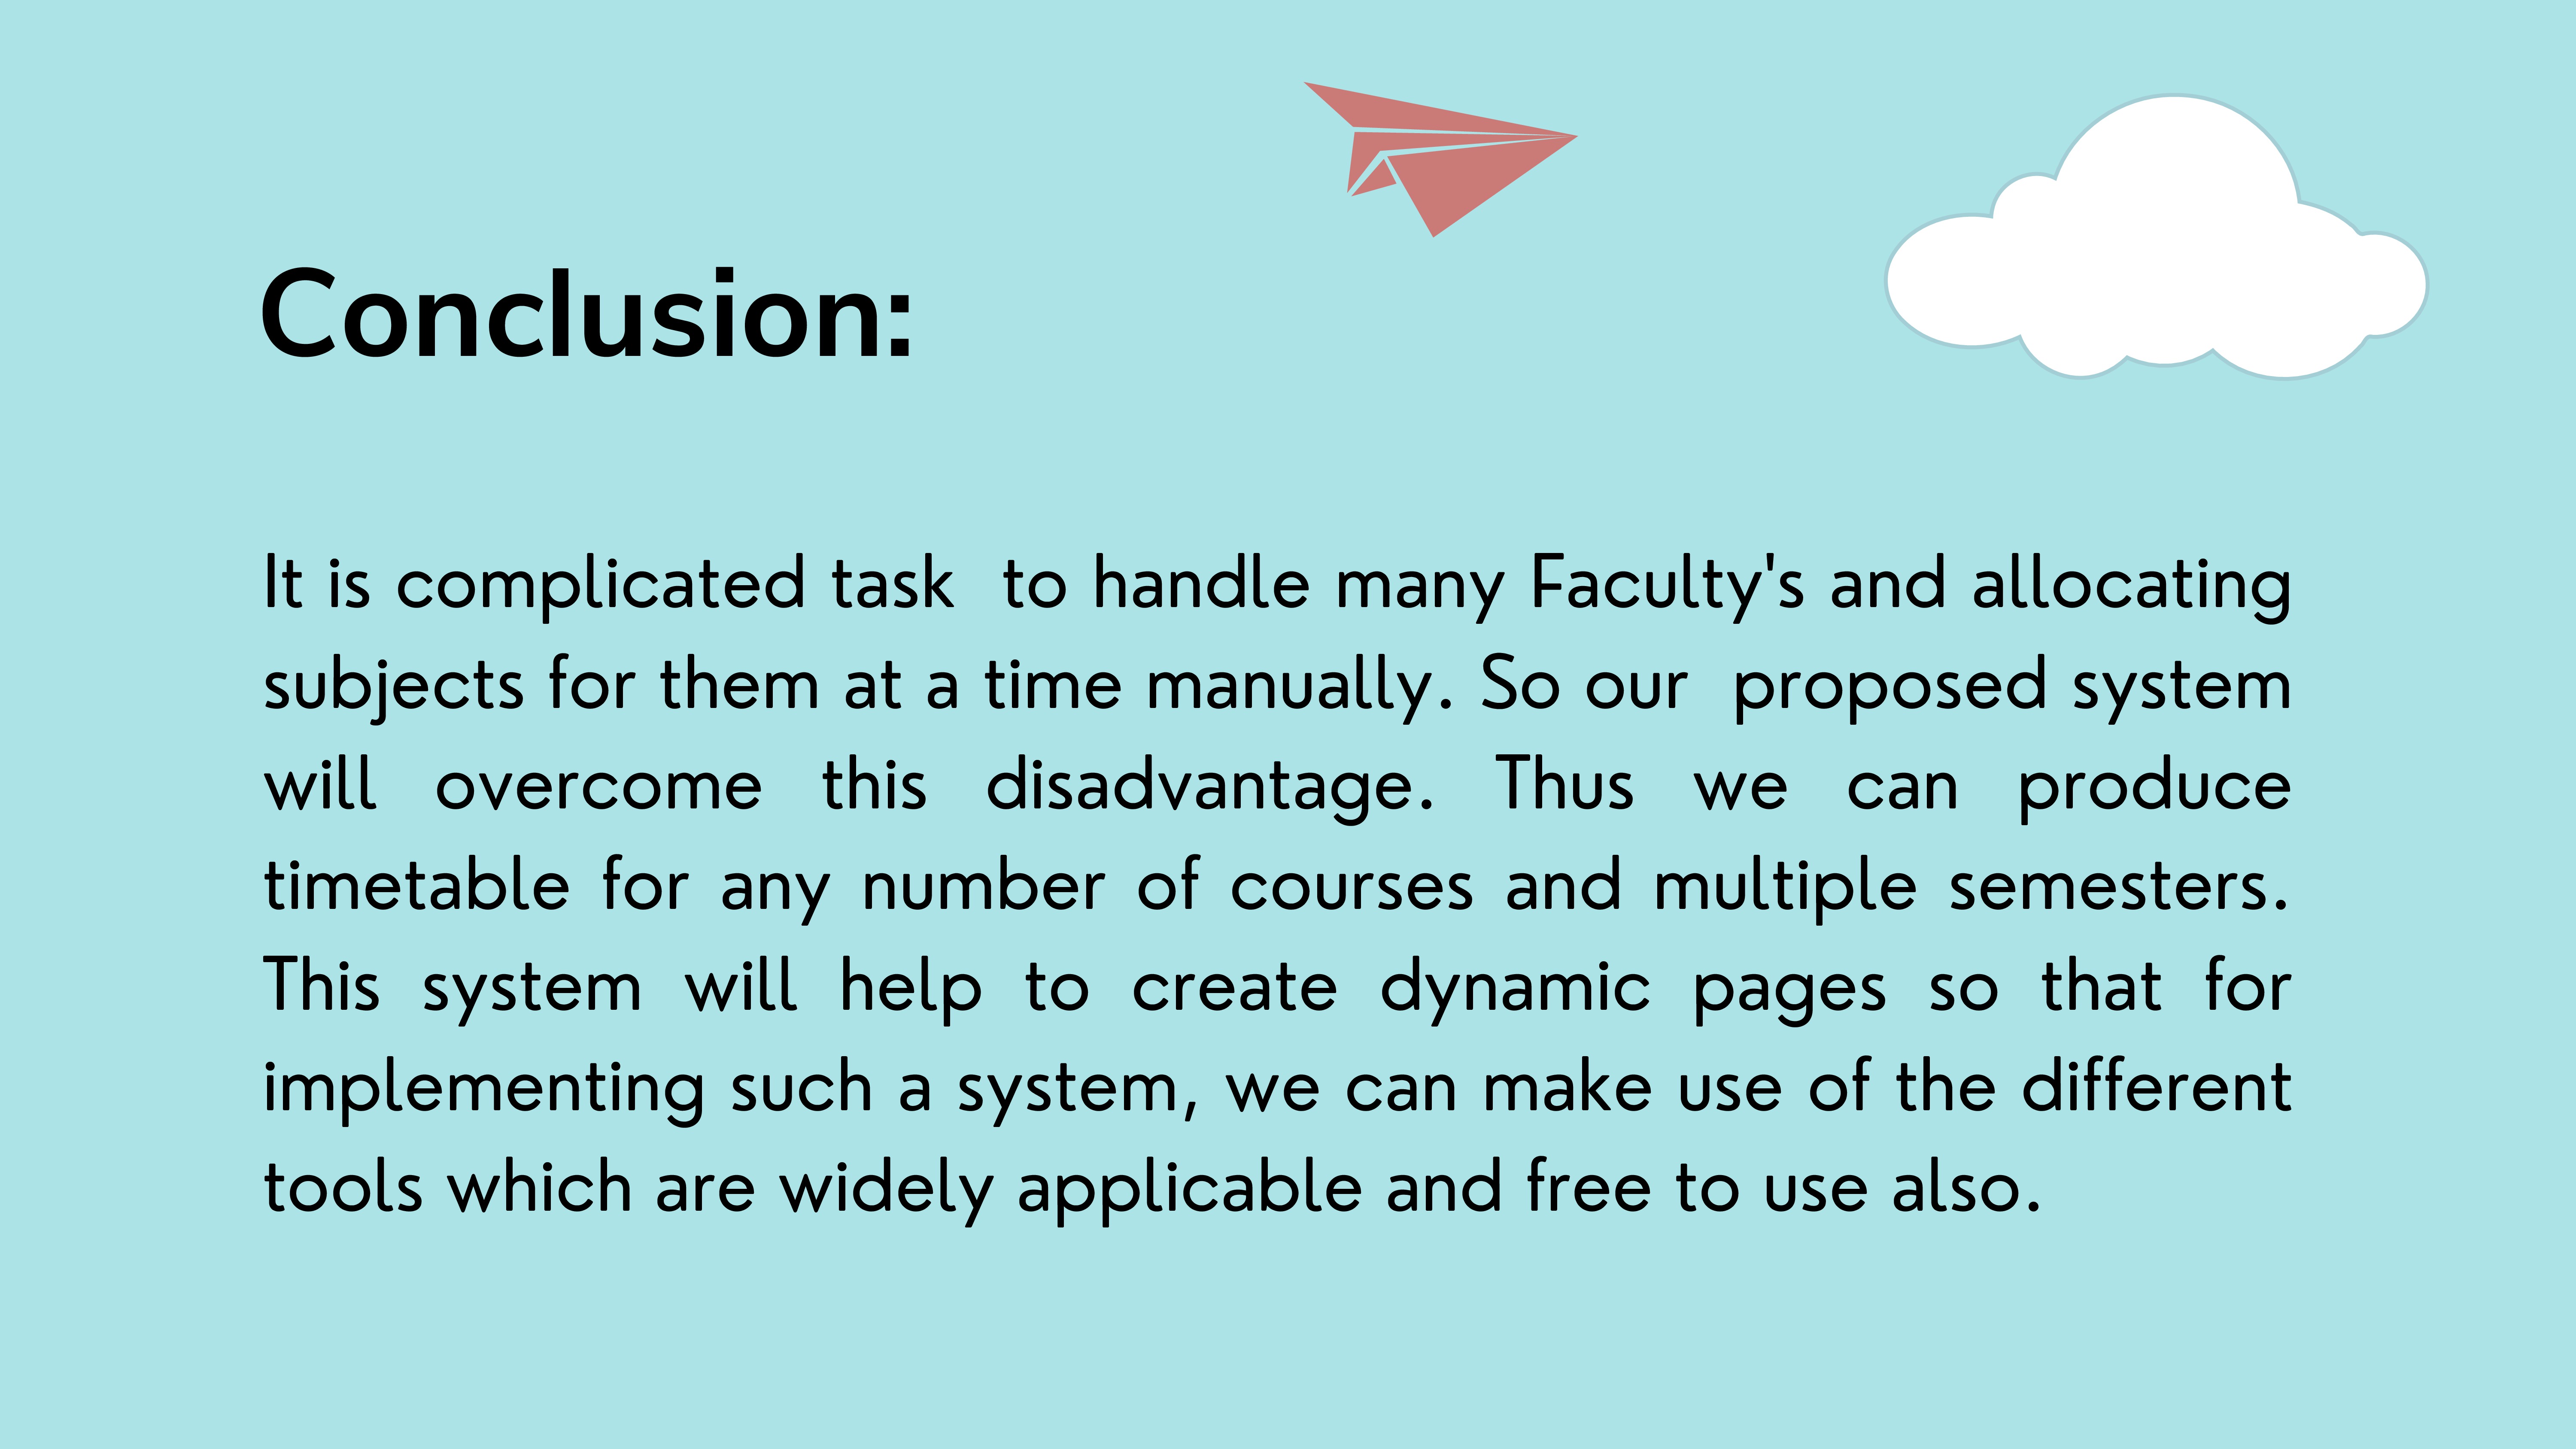 Conclusion:
It is complicated task  to handle many Faculty's and allocating
subjects for them at a time manually. So our  proposed system
will overcome this disadvantage. Thus we can produce
timetable for any number of courses and multiple semesters.
This system will help to create dynamic pages so that for
implementing such a system, we can make use of the different
tools which are widely applicable and free to use also.